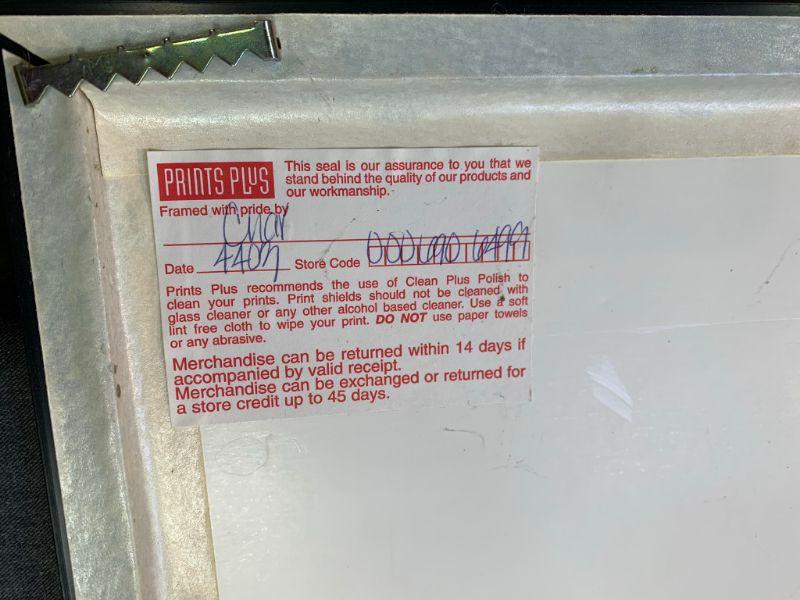 PRINTS PLUS
This seal is our assurance to you that we
stand behind the quality of our products and
our workmanship.
Framed with pride by
Date Store Code
Prints Plus recommends the use of Clean Plus Polish to
clean your prints. Print shields should not be cleaned with
glass cleaner or any other alcohol based cleaner. Use a soft
lint free cloth to wipe your print. DO NOT use paper towels
or any abrasive.
Merchandise can be returned within 14 days if
accompanied by valid receipt.
Merchandise can be exchanged or returned for
a store credit up to 45 days.